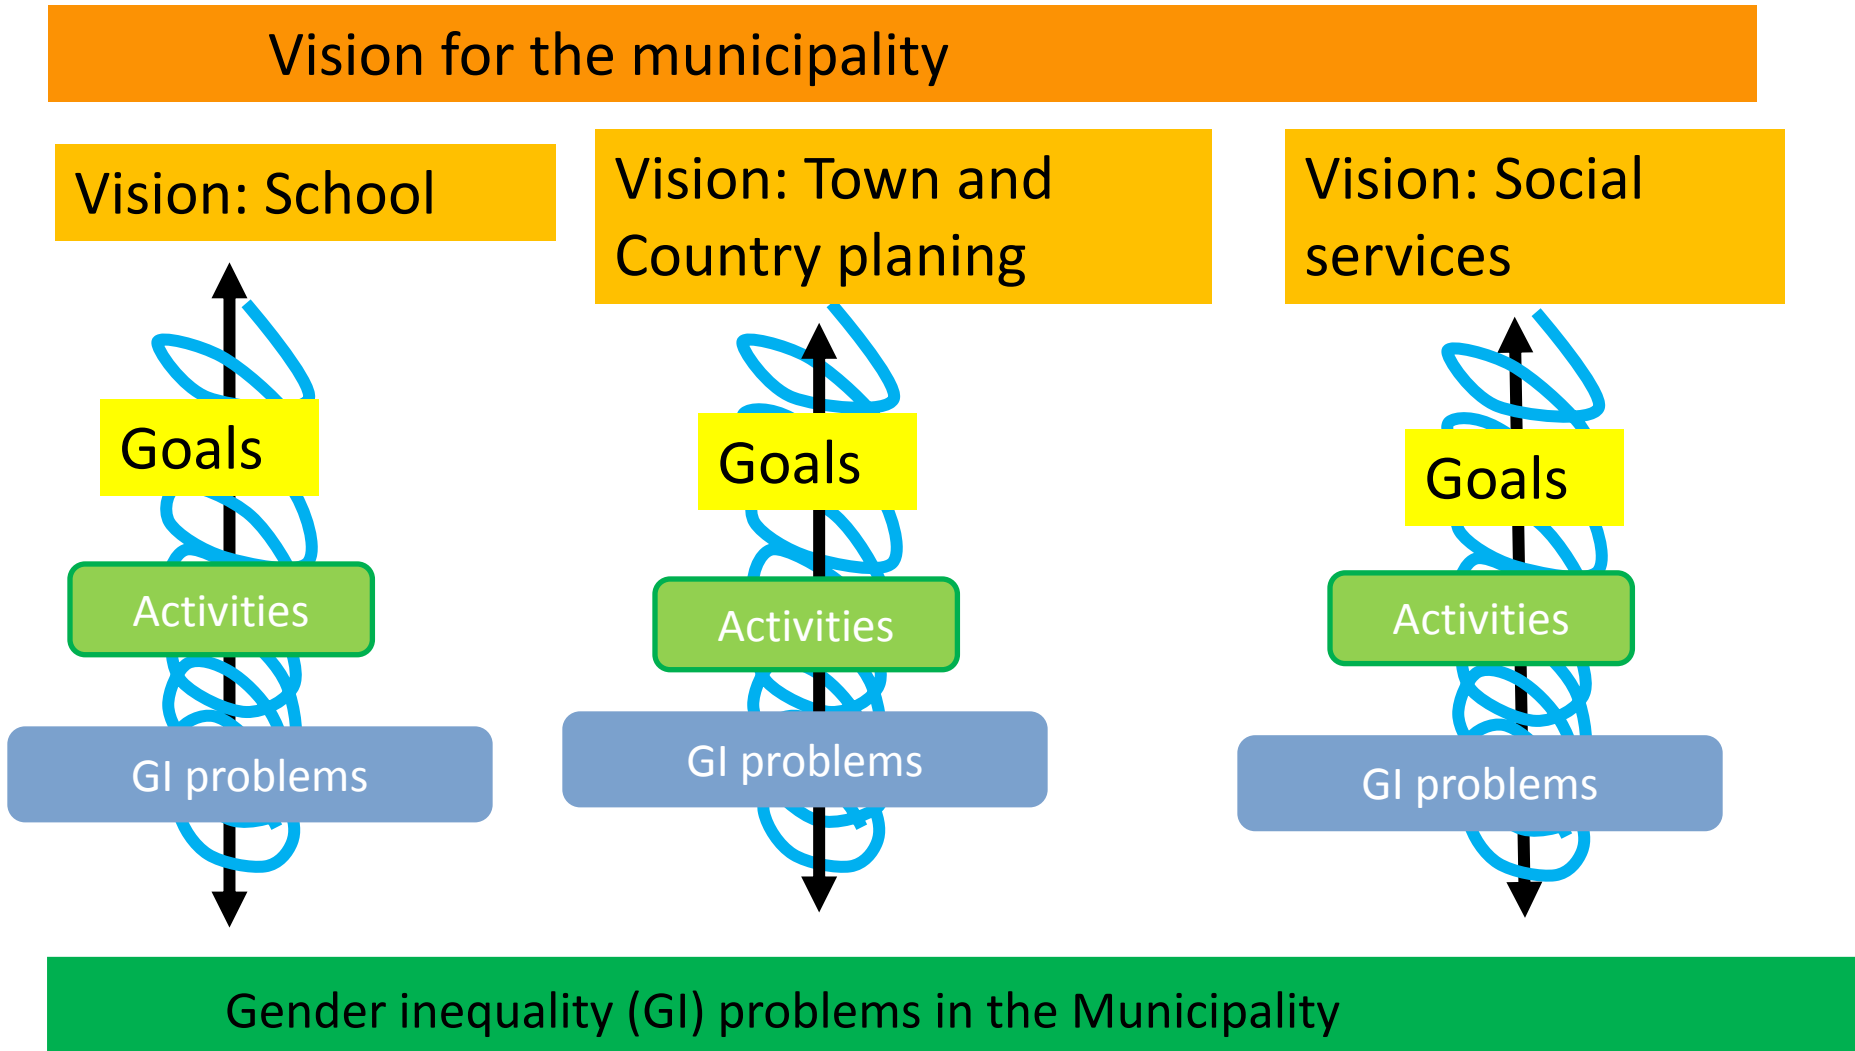 Vision for the municipality
Vision: School
Vision: Town and
Country planing
Vision: Social
services
Goals
Goals
Goals
Activities
Activities
Activities
GI problems
GI problems
GI problems
Gender inequality (GI) problems in the Municipality